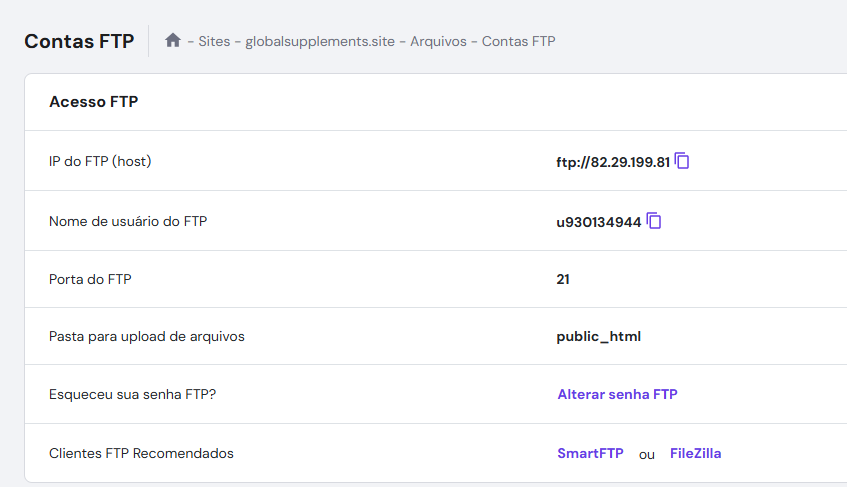 Contas FTP - Sites - globalsupplements.site - Arquivos - Contas FTP
Acesso FTP
IP do FTP (host) ftp://82.29.199.81
Nome de usuário do FTP u930134944
Porta do FTP 21
Pasta para upload de arquivos public_html
Esqueceu sua senha FTP? Alterar senha FTP
Clientes FTP Recomendados SmartFTP ou FileZilla